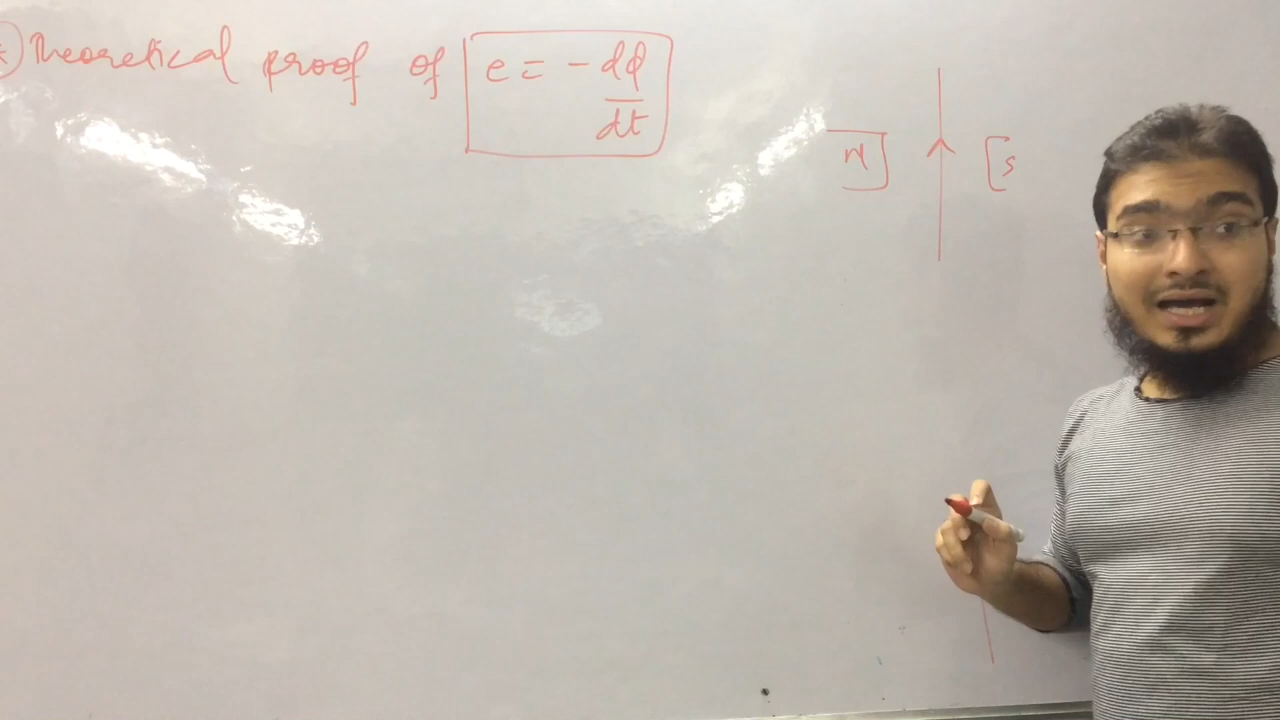 * Theoretical proof of e = - dϕ
dt
N S